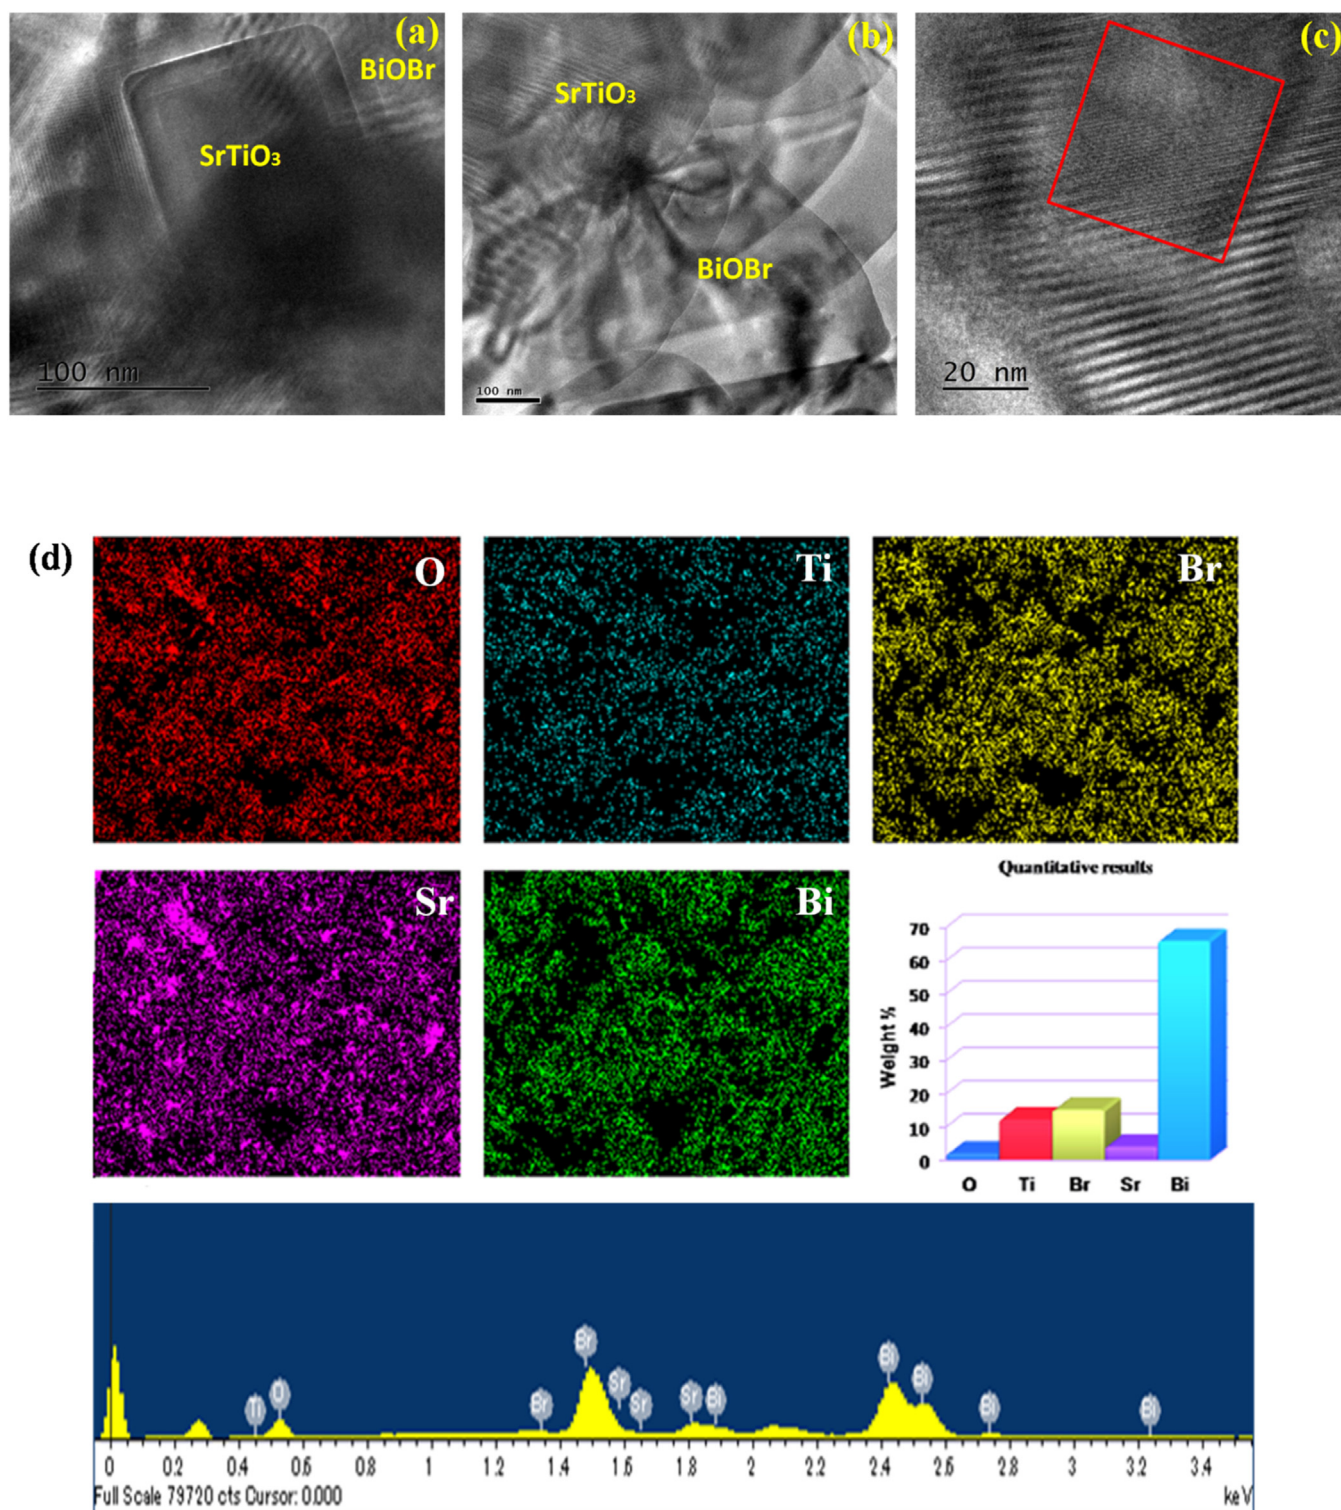 (a)
BiOBr
SrTiO₃
100 nm
(b)
SrTiO₃
BiOBr
100 nm
(c)
20 nm
(d)
O
Ti
Br
Sr
Bi
Quantitative results
Weight %
70
60
50
40
30
20
10
0
O Ti Br Sr Bi
Ti O Br Br Sr Sr Sr Bi Bi Bi Bi Bi
0 0.2 0.4 0.6 0.8 1 1.2 1.4 1.6 1.8 2 2.2 2.4 2.6 2.8 3 3.2 3.4
Full Scale 79720 cts Cursor: 0.000 keV